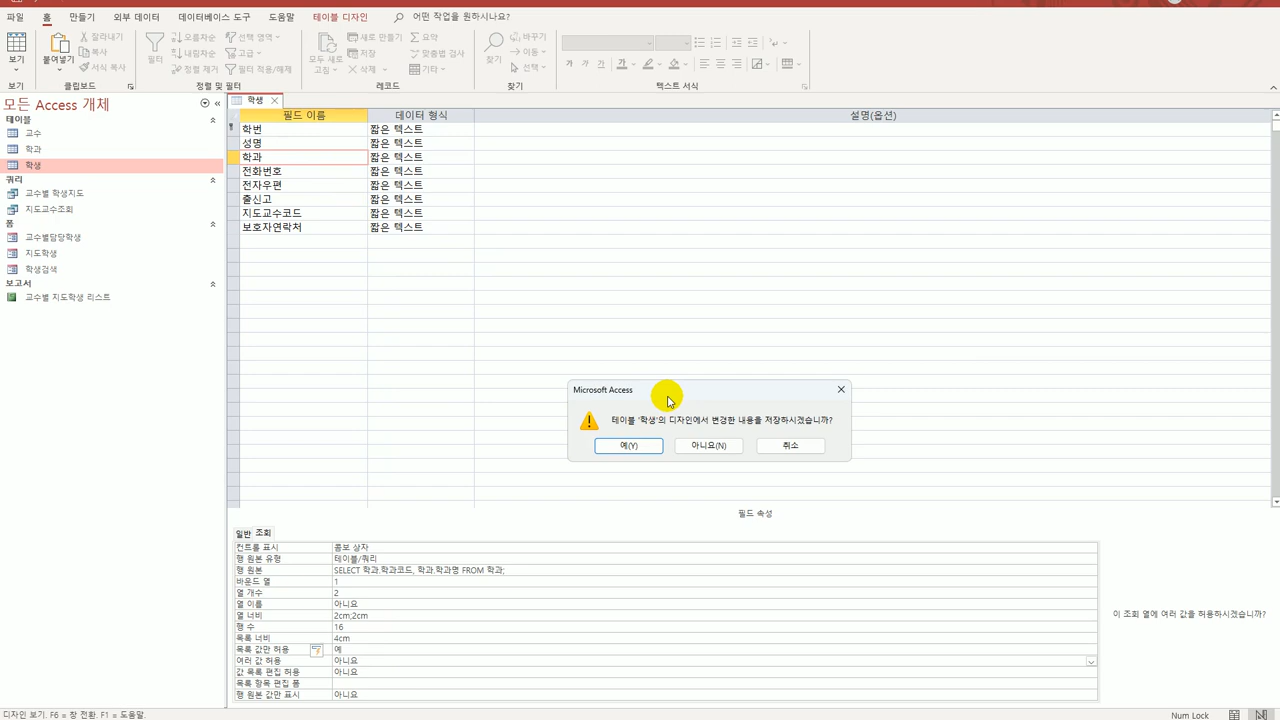 파일 홈 만들기 외부 데이터 데이터베이스 도구 도움말 테이블 디자인 어떤 작업을 원하시나요?
잘라내기 오름차순 선택 영역 새로 만들기 요약 바꾸기
복사 내림차순 고급 저장 맞춤법 검사 이동
보기 붙여넣기 서식 복사 필터 정렬 제거 필터 적용/해제 모두 새로 고침 삭제 기타 찾기 선택 가 가 가 가
보기 클립보드 정렬 및 필터 레코드 찾기 텍스트 서식
모든 Access 개체
테이블
교수
학과
학생
쿼리
교수별 학생지도
지도교수조회
폼
교수별담당학생
지도학생
학생검색
보고서
교수별 지도학생 리스트
학생
필드 이름 데이터 형식 설명(옵션)
학번 짧은 텍스트
성명 짧은 텍스트
학과 짧은 텍스트
전화번호 짧은 텍스트
전자우편 짧은 텍스트
출신고 짧은 텍스트
지도교수코드 짧은 텍스트
보호자연락처 짧은 텍스트
Microsoft Access
테이블 '학생'의 디자인에서 변경한 내용을 저장하시겠습니까?
예(Y) 아니요(N) 취소
필드 속성
일반 조회
컨트롤 표시 콤보 상자
행 원본 유형 테이블/쿼리
행 원본 SELECT 학과.학과코드, 학과.학과명 FROM 학과;
바운드 열 1
열 개수 2
열 이름 아니요
열 너비 2cm;2cm
행 수 16
목록 너비 4cm
목록 값만 허용 예
여러 값 허용 아니요
값 목록 편집 허용 아니요
목록 항목 편집 폼
행 원본 값만 표시 아니요
이 조회 열에 여러 값을 허용하시겠습니까?
디자인 보기. F6 = 창 전환. F1 = 도움말. Num Lock